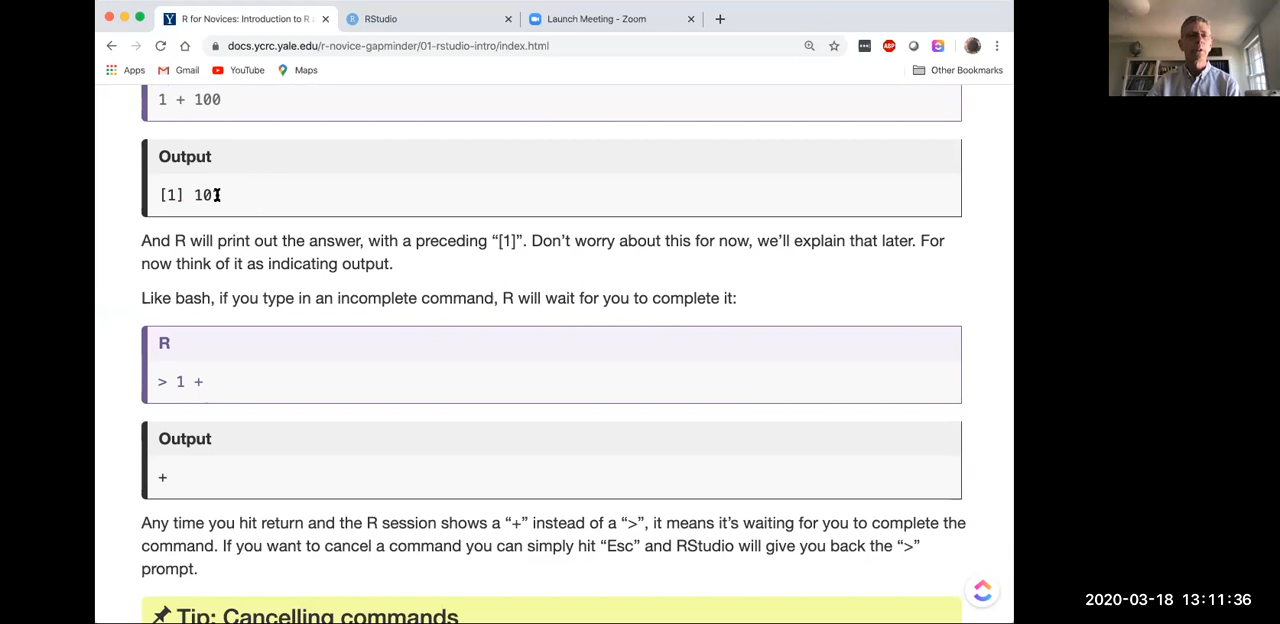 R for Novices: Introduction to R
RStudio
Launch Meeting - Zoom
docs.ycrc.yale.edu/r-novice-gapminder/01-rstudio-intro/index.html
ABP
Apps
Gmail
YouTube
Maps
Other Bookmarks
1 + 100
Output
[1] 101
And R will print out the answer, with a preceding “[1]”. Don’t worry about this for now, we’ll explain that later. For
now think of it as indicating output.
Like bash, if you type in an incomplete command, R will wait for you to complete it:
R
> 1 +
Output
+
Any time you hit return and the R session shows a “+” instead of a “>”, it means it’s waiting for you to complete the
command. If you want to cancel a command you can simply hit “Esc” and RStudio will give you back the “>”
prompt.
Tip: Cancelling commands
2020-03-18 13:11:36